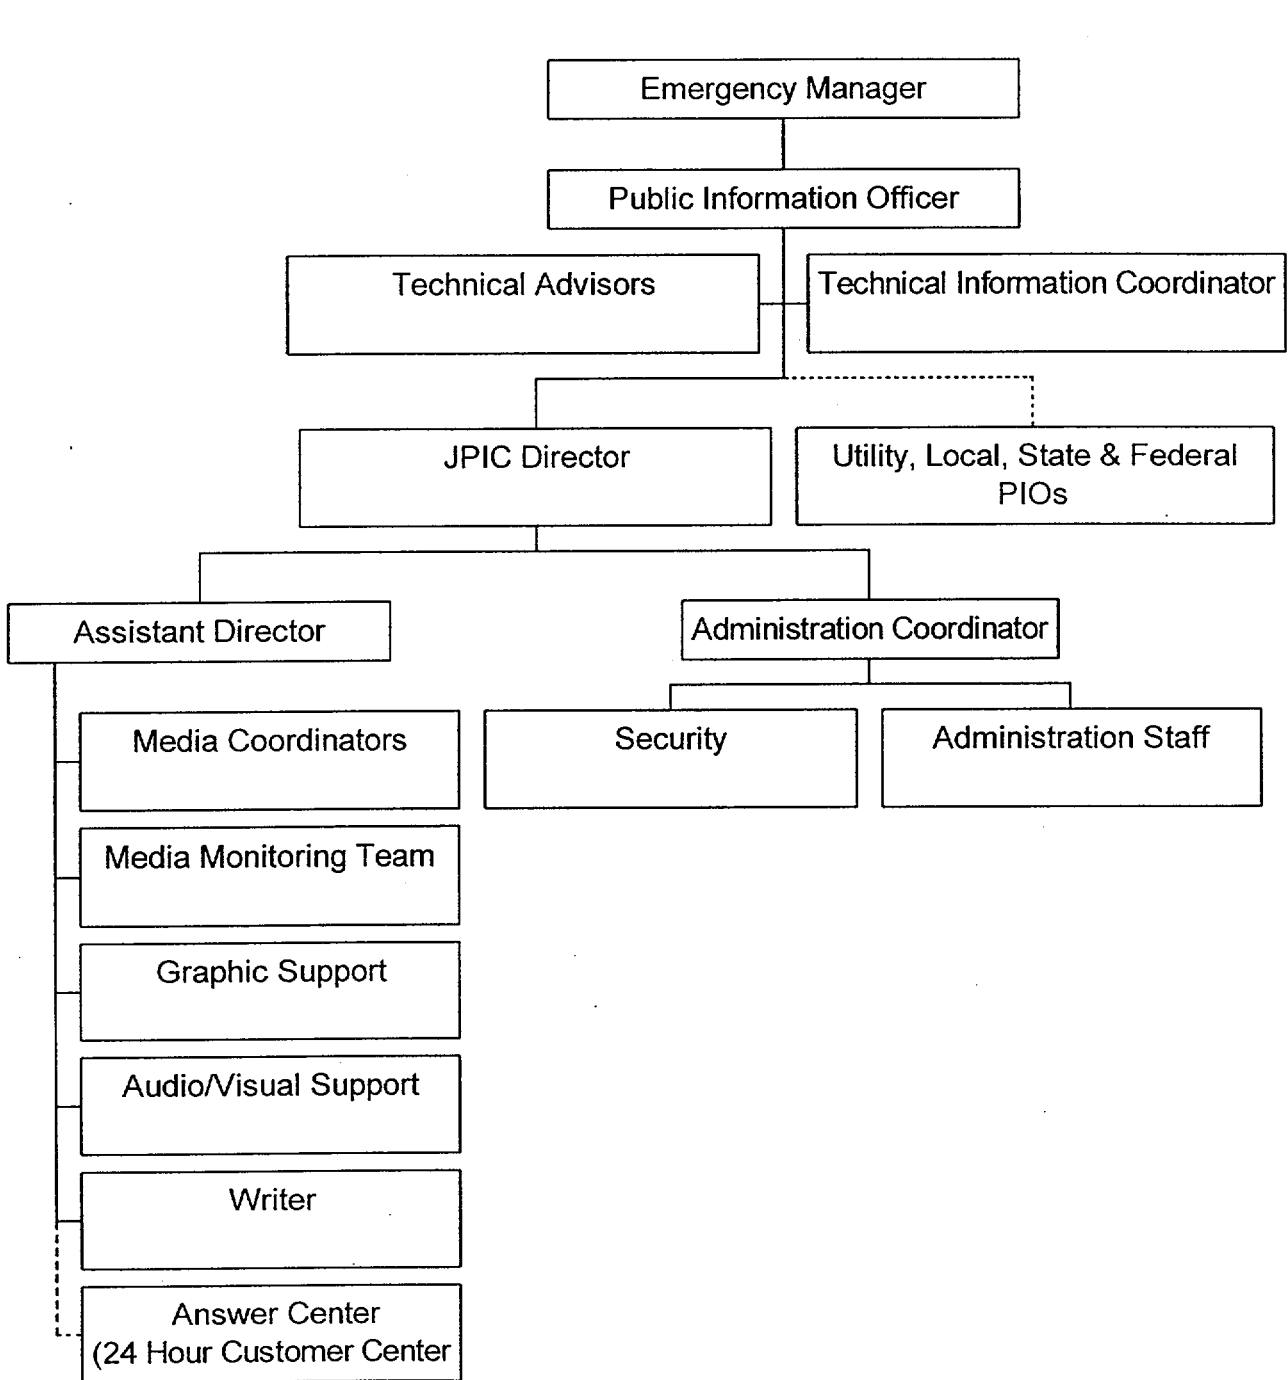 Emergency Manager
Public Information Officer
Technical Advisors
Technical Information Coordinator
JPIC Director
Utility, Local, State & Federal
PIOs
Assistant Director
Administration Coordinator
Media Coordinators
Security
Administration Staff
Media Monitoring Team
Graphic Support
Audio/Visual Support
Writer
Answer Center
(24 Hour Customer Center